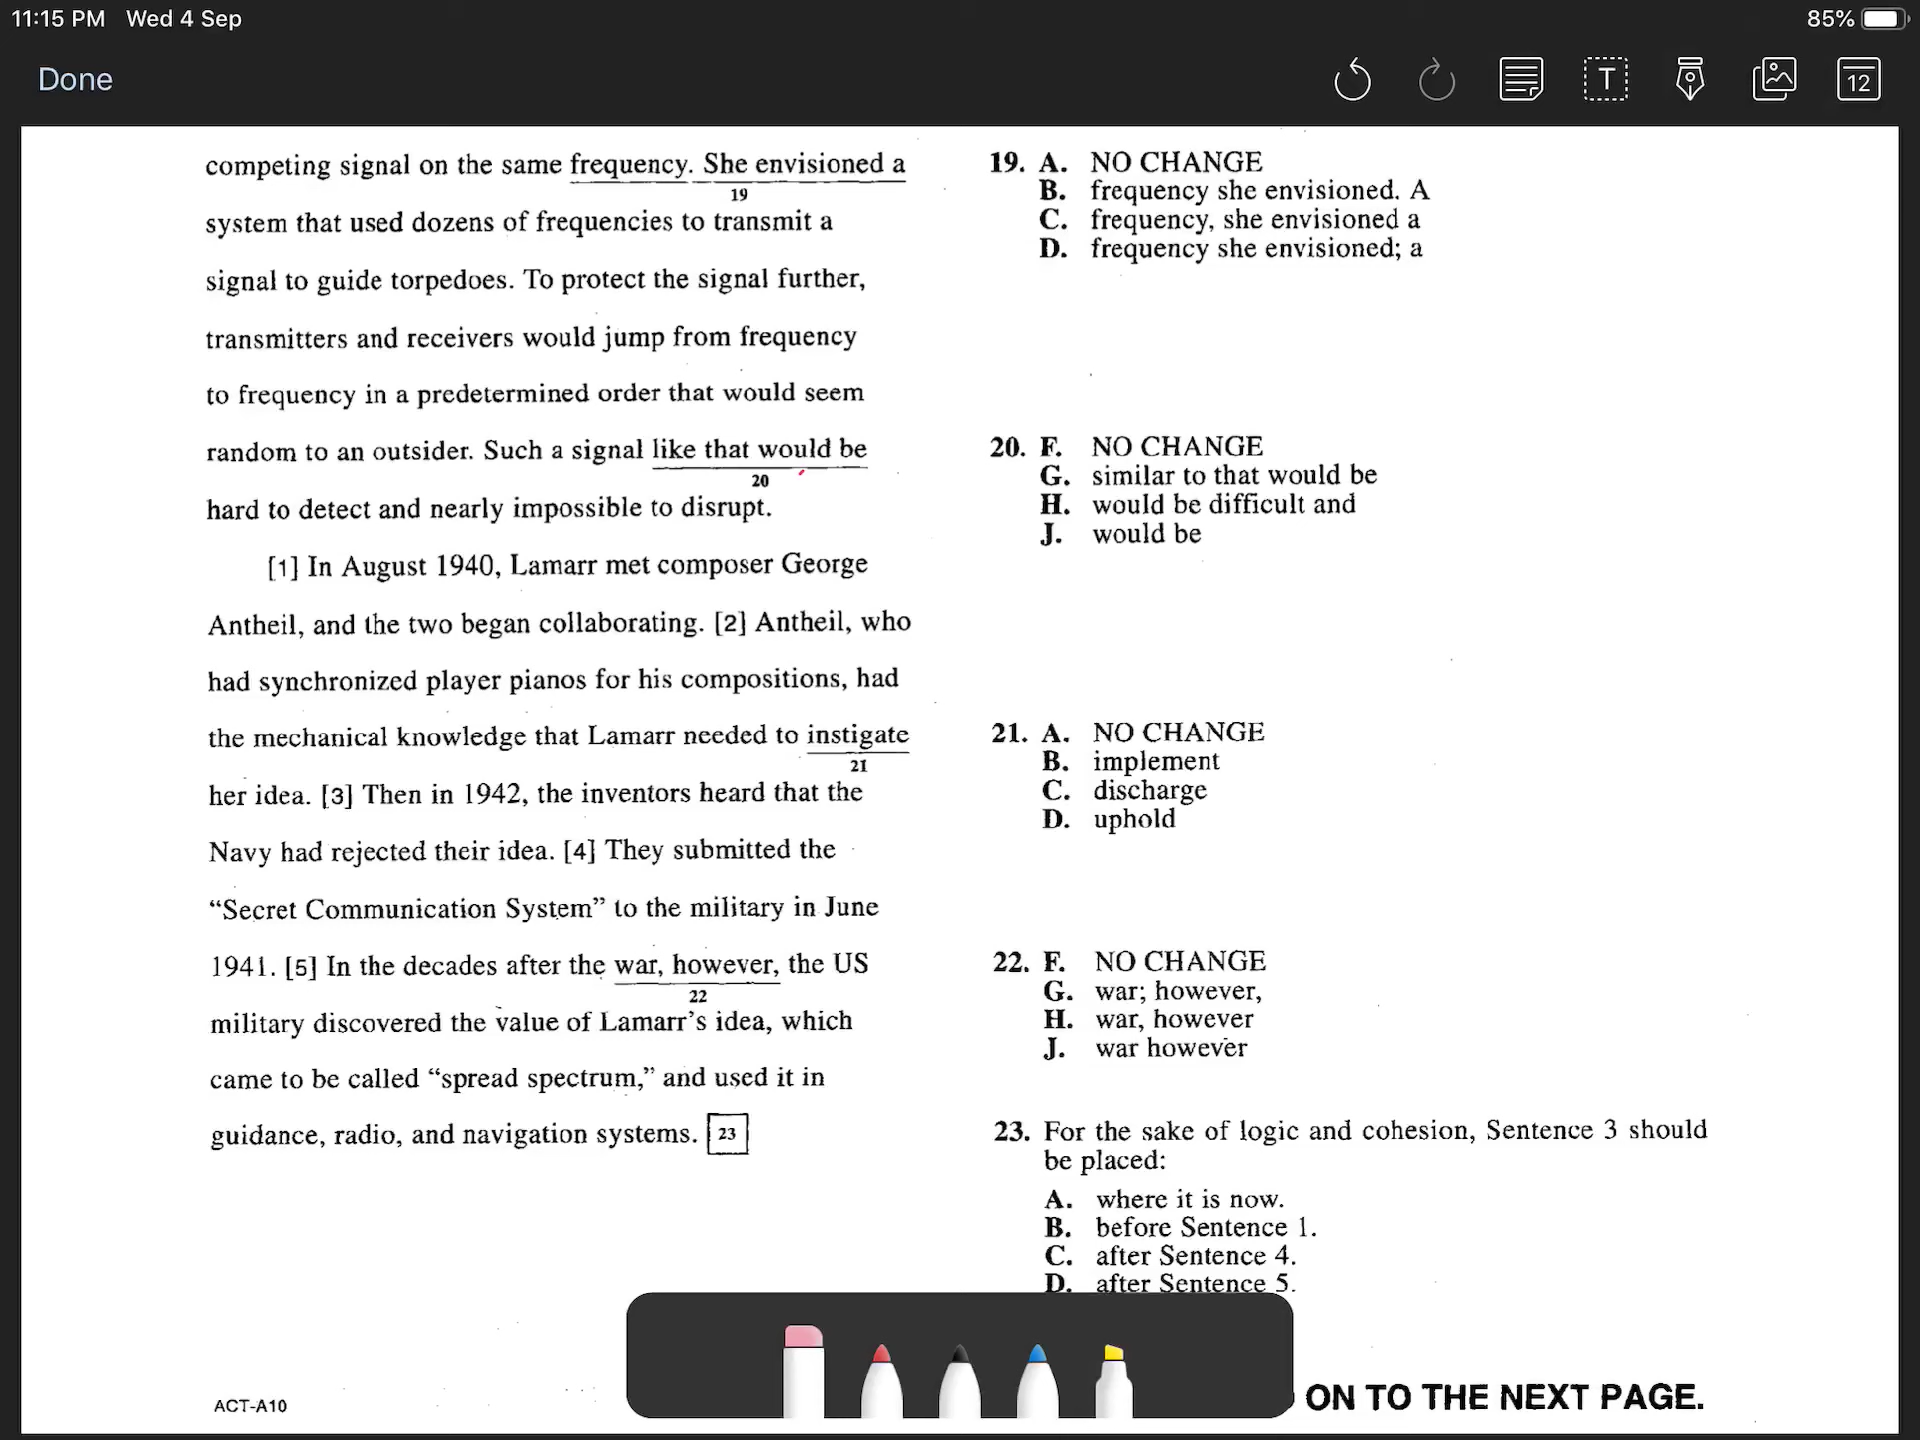 11:15 PM Wed 4 Sep
85%
Done
T
12
competing signal on the same frequency. She envisioned a
19
system that used dozens of frequencies to transmit a
signal to guide torpedoes. To protect the signal further,
transmitters and receivers would jump from frequency
to frequency in a predetermined order that would seem
random to an outsider. Such a signal like that would be
20
hard to detect and nearly impossible to disrupt.
[1] In August 1940, Lamarr met composer George
Antheil, and the two began collaborating. [2] Antheil, who
had synchronized player pianos for his compositions, had
the mechanical knowledge that Lamarr needed to instigate
21
her idea. [3] Then in 1942, the inventors heard that the
Navy had rejected their idea. [4] They submitted the
“Secret Communication System” to the military in June
1941. [5] In the decades after the war, however, the US
22
military discovered the value of Lamarr’s idea, which
came to be called “spread spectrum,” and used it in
guidance, radio, and navigation systems. 23
19. A. NO CHANGE
B. frequency she envisioned. A
C. frequency, she envisioned a
D. frequency she envisioned; a
20. F. NO CHANGE
G. similar to that would be
H. would be difficult and
J. would be
21. A. NO CHANGE
B. implement
C. discharge
D. uphold
22. F. NO CHANGE
G. war; however,
H. war, however
J. war however
23. For the sake of logic and cohesion, Sentence 3 should
be placed:
A. where it is now.
B. before Sentence 1.
C. after Sentence 4.
D. after Sentence 5.
ACT-A10
ON TO THE NEXT PAGE.